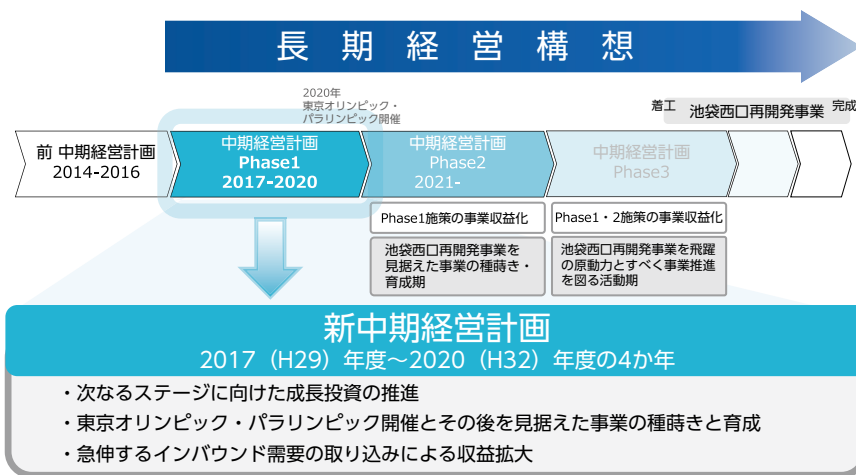 長期経営構想
2020年
東京オリンピック・
パラリンピック開催
着工 池袋西口再開発事業 完成
前 中期経営計画
2014-2016
中期経営計画
Phase1
2017-2020
中期経営計画
Phase2
2021-
中期経営計画
Phase3
Phase1施策の事業収益化
池袋西口再開発事業を
見据えた事業の種蒔き・
育成期
Phase1・2施策の事業収益化
池袋西口再開発事業を飛躍
の原動力とすべく事業推進
を図る活動期
新中期経営計画
2017（H29）年度～2020（H32）年度の4か年
・次なるステージに向けた成長投資の推進
・東京オリンピック・パラリンピック開催とその後を見据えた事業の種蒔きと育成
・急伸するインバウンド需要の取り込みによる収益拡大